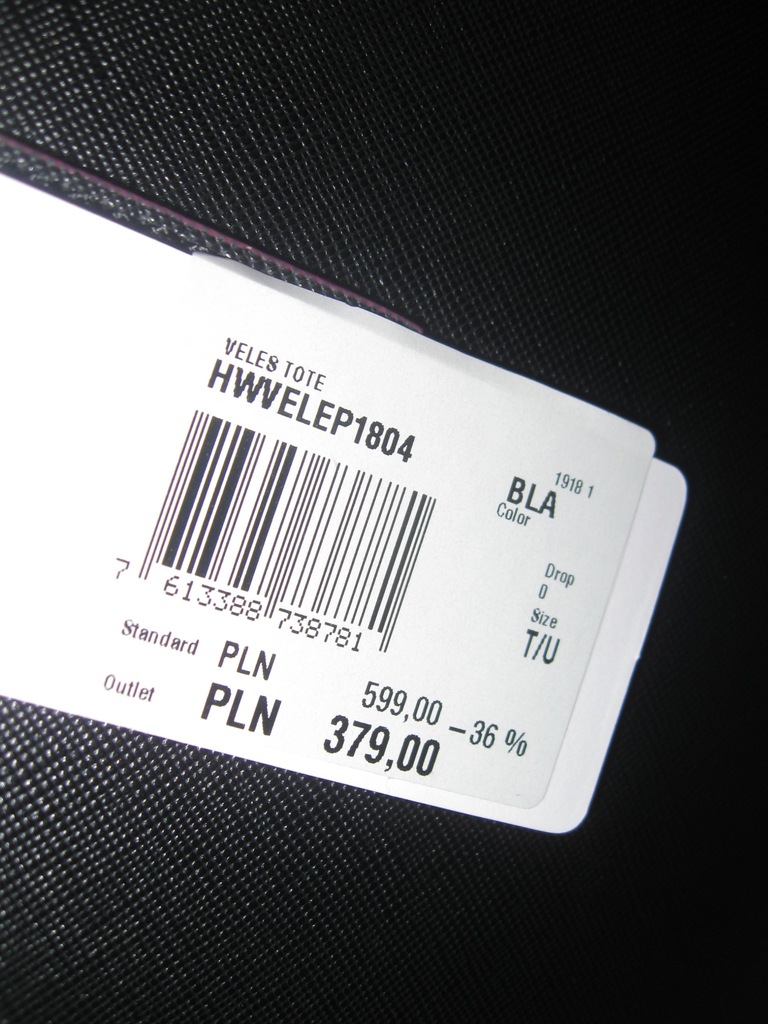 VELES TOTE
HWVELEP1804
1918 1
BLA
Color
Drop
0
Size
T/U
7 613388 738781
Standard PLN 599,00
Outlet PLN 379,00 -36 %